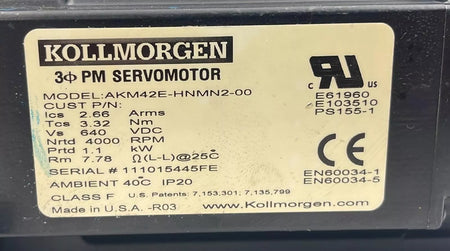 KOLLMORGEN
3Φ PM SERVOMOTOR
MODEL: AKM42E-HNMN2-00
CUST P/N:
Ics 2.66 Arms
Tcs 3.32 Nm
Vs 640 VDC
Nrtd 4000 RPM
Prtd 1.1 kW
Rm 7.78 Ω(L-L)@25C
SERIAL # 111015445FE
AMBIENT 40C IP20
CLASS F U.S. Patents: 7,153,301; 7,135,799
Made in U.S.A. -R03 www.Kollmorgen.com
c RU us
E61960
E103510
PS155-1
CE
EN60034-1
EN60034-5